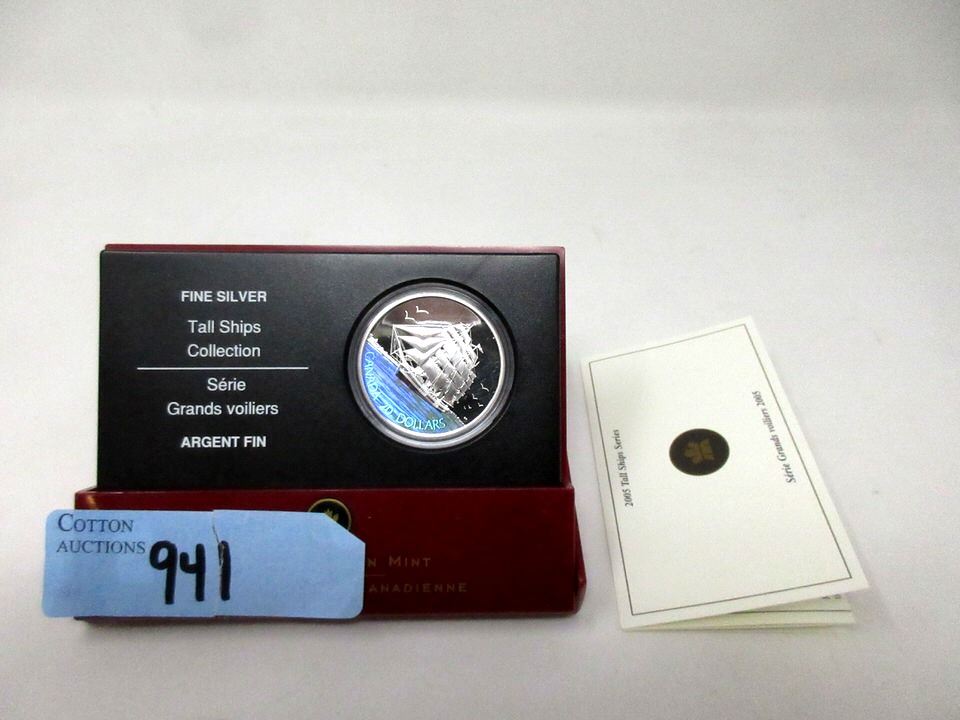 FINE SILVER
Tall Ships
Collection
Série
Grands voiliers
ARGENT FIN
CANADA 20 DOLLARS
COTTON
AUCTIONS
941
MINT
CANADIENNE
2005 Tall Ships Series
Série Grands voiliers 2005